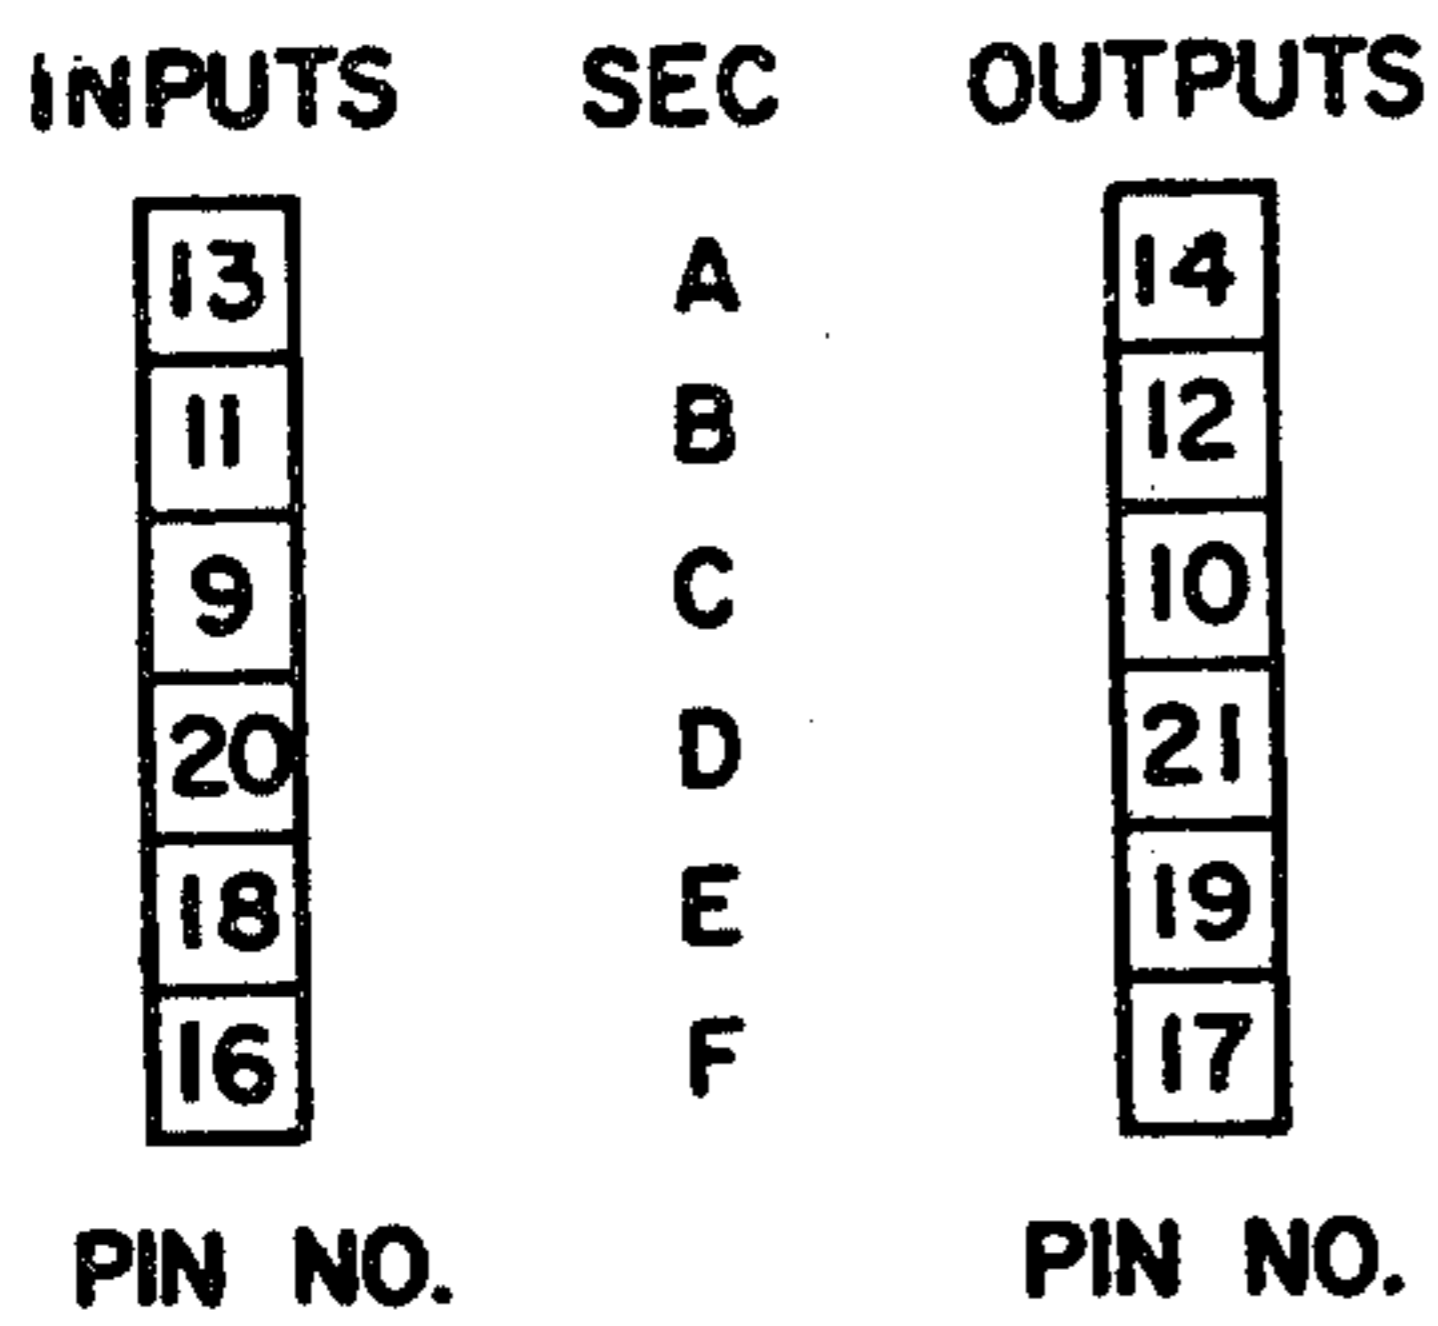 INPUTS SEC OUTPUTS
13 A 14
11 B 12
9 C 10
20 D 21
18 E 19
16 F 17
PIN NO. PIN NO.